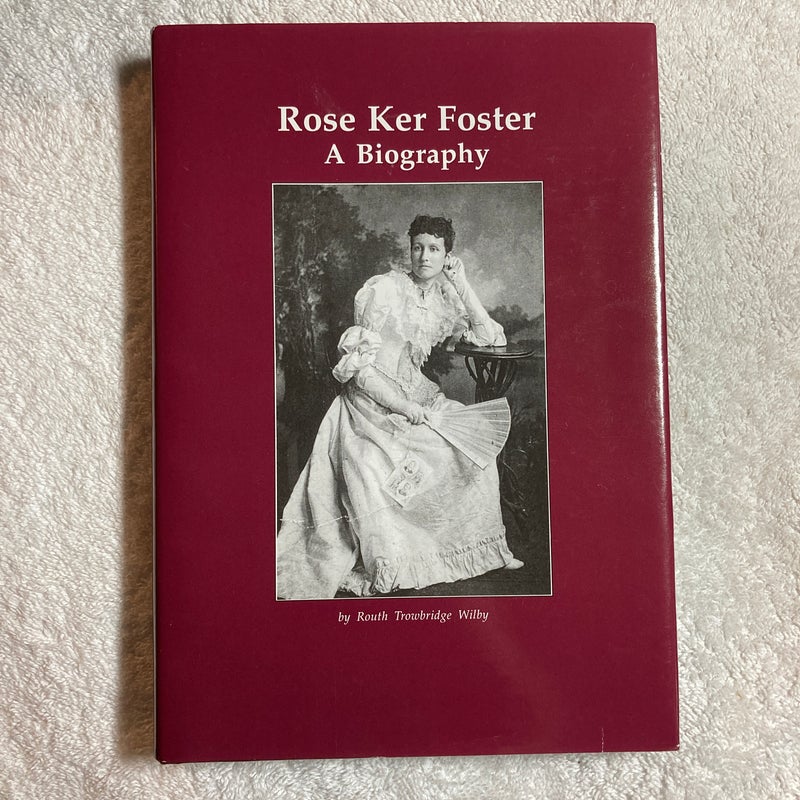 Rose Ker Foster
A Biography
by Routh Trowbridge Wilby